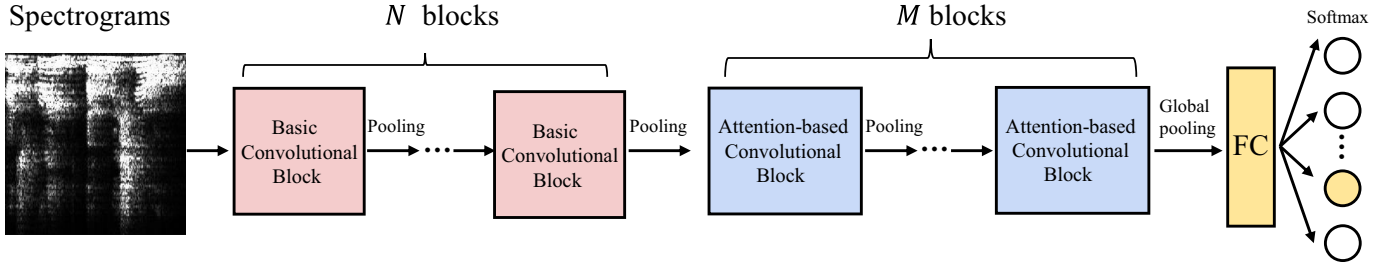 Spectrograms
N blocks
M blocks
Softmax
Basic
Convolutional
Block
Pooling
Basic
Convolutional
Block
Pooling
Attention-based
Convolutional
Block
Pooling
Attention-based
Convolutional
Block
Global
pooling
FC